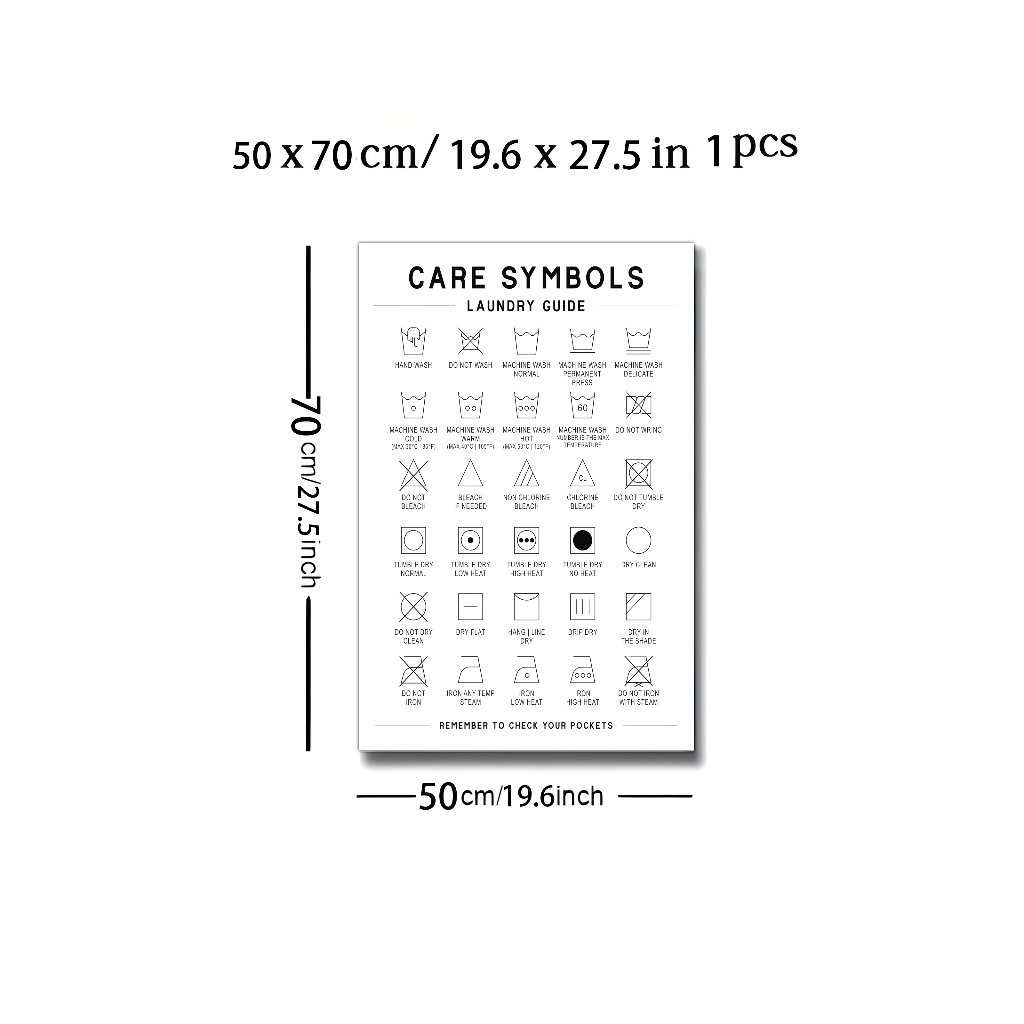 50 x 70 cm/ 19.6 x 27.5 in 1 pcs
CARE SYMBOLS
LAUNDRY GUIDE
HAND WASH
DO NOT WASH
MACHINE WASH
NORMAL
MACHINE WASH
PERMANENT
PRESS
MACHINE WASH
DELICATE
60
MACHINE WASH
COLD
(MAX 30°C | 85°F)
MACHINE WASH
WARM
(MAX 40°C | 105°F)
MACHINE WASH
HOT
(MAX 50°C | 120°F)
MACHINE WASH
NUMBER IS THE MAX
TEMPERATURE
DO NOT WRING
CL
DO NOT
BLEACH
BLEACH
IF NEEDED
NON CHLORINE
BLEACH
CHLORINE
BLEACH
DO NOT TUMBLE
DRY
TUMBLE DRY
NORMAL
TUMBLE DRY
LOW HEAT
TUMBLE DRY
HIGH HEAT
TUMBLE DRY
NO HEAT
DRY CLEAN
DO NOT DRY
CLEAN
DRY FLAT
HANG | LINE
DRY
DRIP DRY
DRY IN
THE SHADE
DO NOT
IRON
IRON ANY TEMP
STEAM
IRON
LOW HEAT
IRON
HIGH HEAT
DO NOT IRON
WITH STEAM
REMEMBER TO CHECK YOUR POCKETS
70 cm/27.5 inch
50 cm/19.6 inch